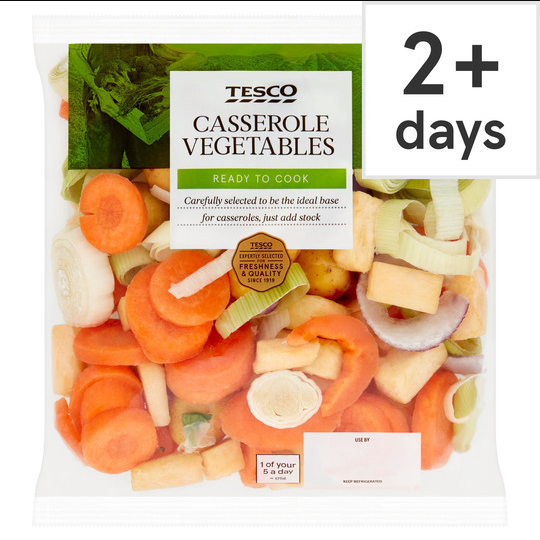 2+
days
TESCO
CASSEROLE
VEGETABLES
READY TO COOK
Carefully selected to be the ideal base
for casseroles, just add stock
TESCO
EXPERTLY SELECTED
FOR
FRESHNESS
& QUALITY
SINCE 1919
1 of your
5 a day
USE BY
KEEP REFRIGERATED